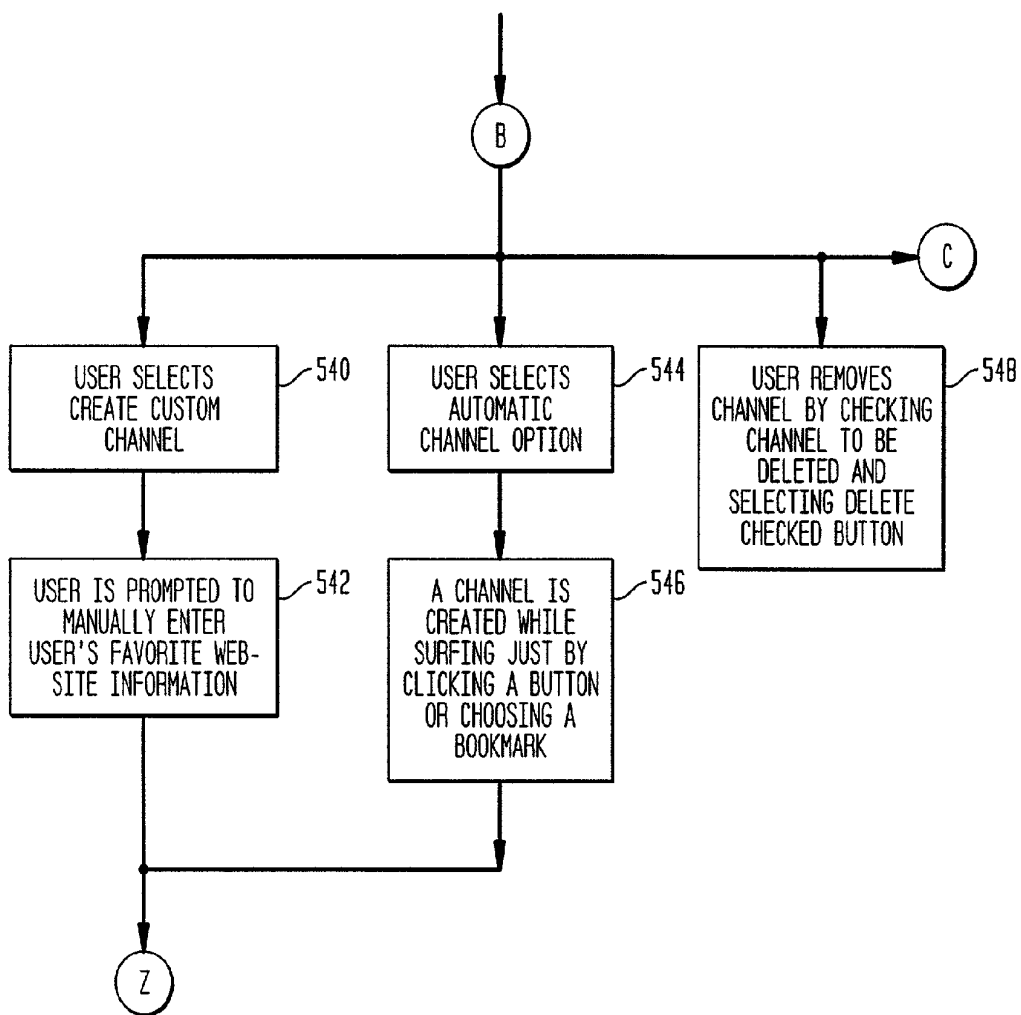 B
C
USER SELECTS
CREATE CUSTOM
CHANNEL
540
USER SELECTS
AUTOMATIC
CHANNEL OPTION
544
USER REMOVES
CHANNEL BY CHECKING
CHANNEL TO BE
DELETED AND
SELECTING DELETE
CHECKED BUTTON
548
USER IS PROMPTED TO
MANUALLY ENTER
USER'S FAVORITE WEB-
SITE INFORMATION
542
A CHANNEL IS
CREATED WHILE
SURFING JUST BY
CLICKING A BUTTON
OR CHOOSING A
BOOKMARK
546
Z